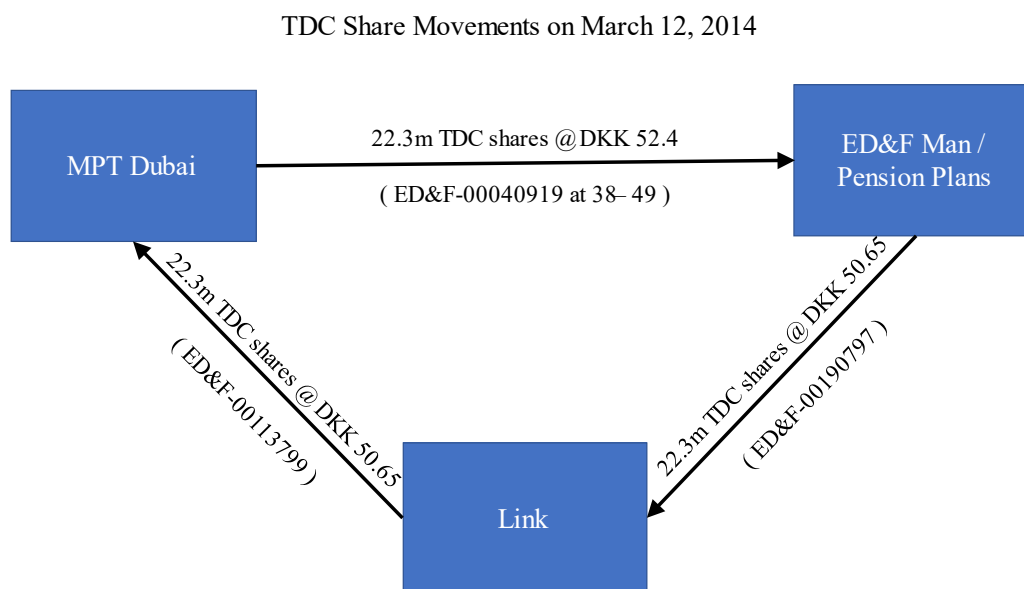 TDC Share Movements on March 12, 2014
MPT Dubai
22.3m TDC shares @ DKK 52.4
( ED&F-00040919 at 38– 49 )
ED&F Man /
Pension Plans
22.3m TDC shares @ DKK 50.65
( ED&F-00113799 )
22.3m TDC shares @ DKK 50.65
( ED&F-00190797 )
Link